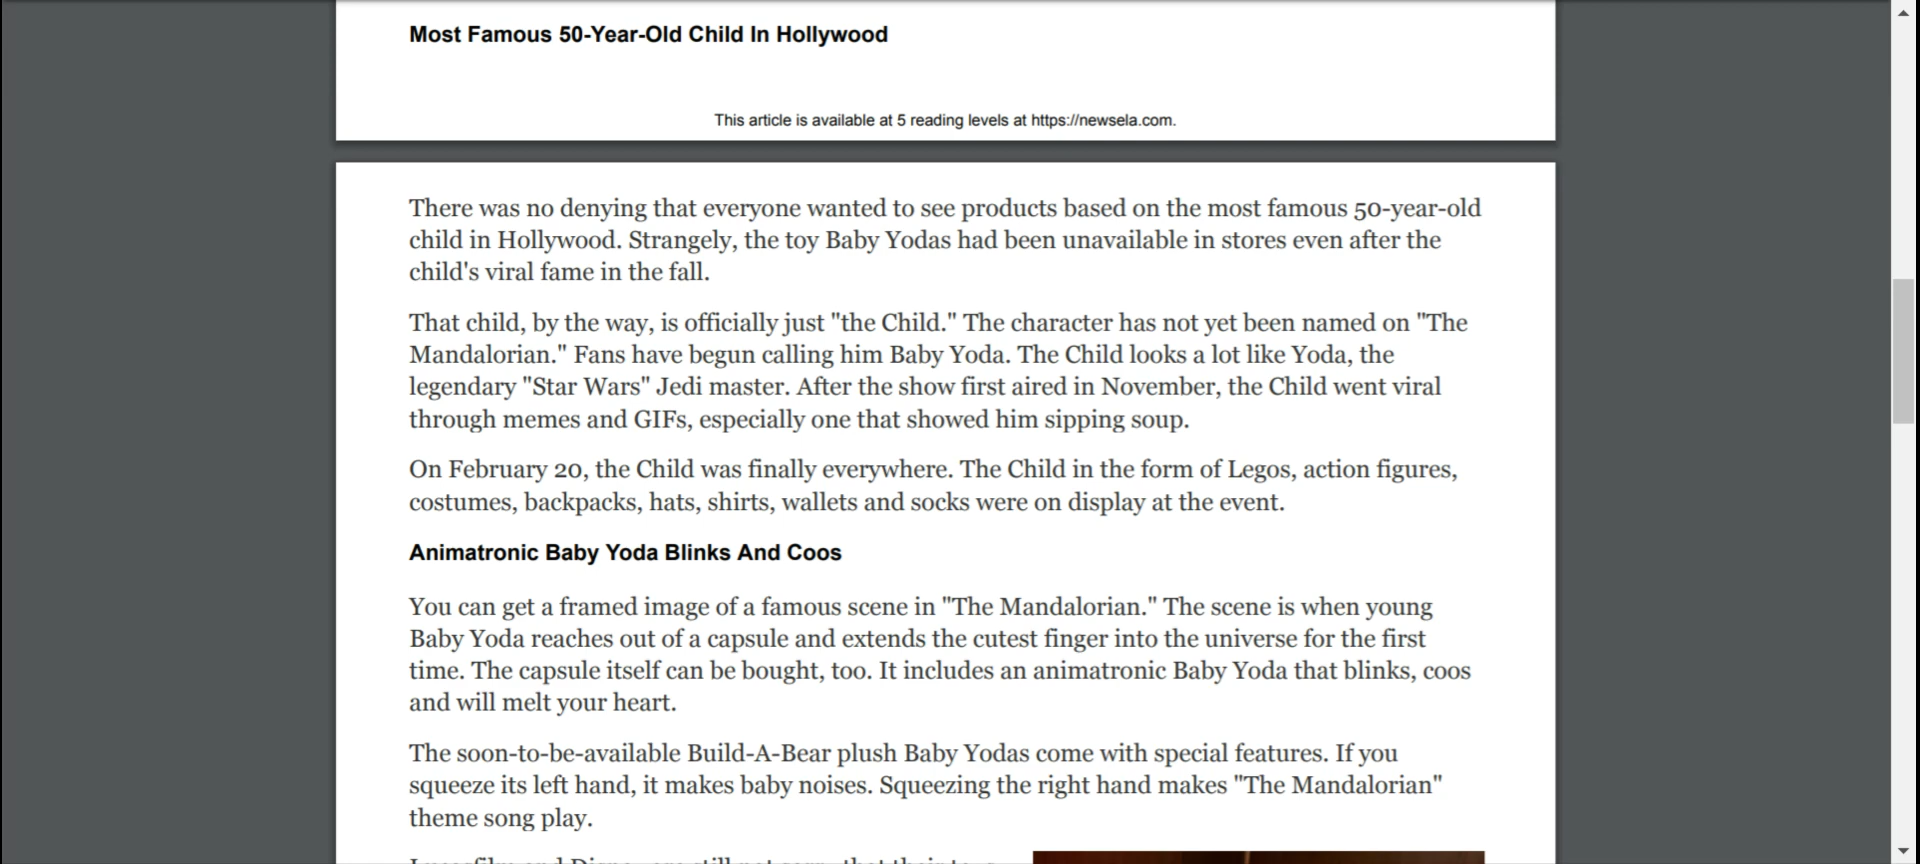 Most Famous 50-Year-Old Child In Hollywood
This article is available at 5 reading levels at https://newsela.com.
There was no denying that everyone wanted to see products based on the most famous 50-year-old
child in Hollywood. Strangely, the toy Baby Yodas had been unavailable in stores even after the
child's viral fame in the fall.
That child, by the way, is officially just "the Child." The character has not yet been named on "The
Mandalorian." Fans have begun calling him Baby Yoda. The Child looks a lot like Yoda, the
legendary "Star Wars" Jedi master. After the show first aired in November, the Child went viral
through memes and GIFs, especially one that showed him sipping soup.
On February 20, the Child was finally everywhere. The Child in the form of Legos, action figures,
costumes, backpacks, hats, shirts, wallets and socks were on display at the event.
Animatronic Baby Yoda Blinks And Coos
You can get a framed image of a famous scene in "The Mandalorian." The scene is when young
Baby Yoda reaches out of a capsule and extends the cutest finger into the universe for the first
time. The capsule itself can be bought, too. It includes an animatronic Baby Yoda that blinks, coos
and will melt your heart.
The soon-to-be-available Build-A-Bear plush Baby Yodas come with special features. If you
squeeze its left hand, it makes baby noises. Squeezing the right hand makes "The Mandalorian"
theme song play.